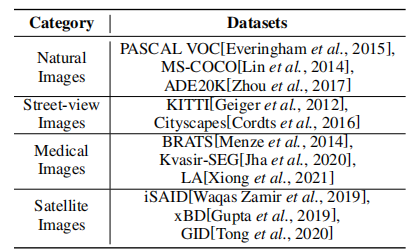 Category Datasets
PASCAL VOC[Everingham et al., 2015],
Natural Images
MS-COCO[Lin et al., 2014],
ADE20K[Zhou et al., 2017]
Street-view Images
KITTI[Geiger et al., 2012]
Cityscapes[Cordts et al., 2016]
Medical Images
BRATS[Menze et al., 2014],
Kvasir-SEG[Jha et al., 2020],
LA[Xiong et al., 2021]
Satellite Images
iSAID[Waqas Zamir et al., 2019],
xBD[Gupta et al., 2019],
GID[Tong et al., 2020]